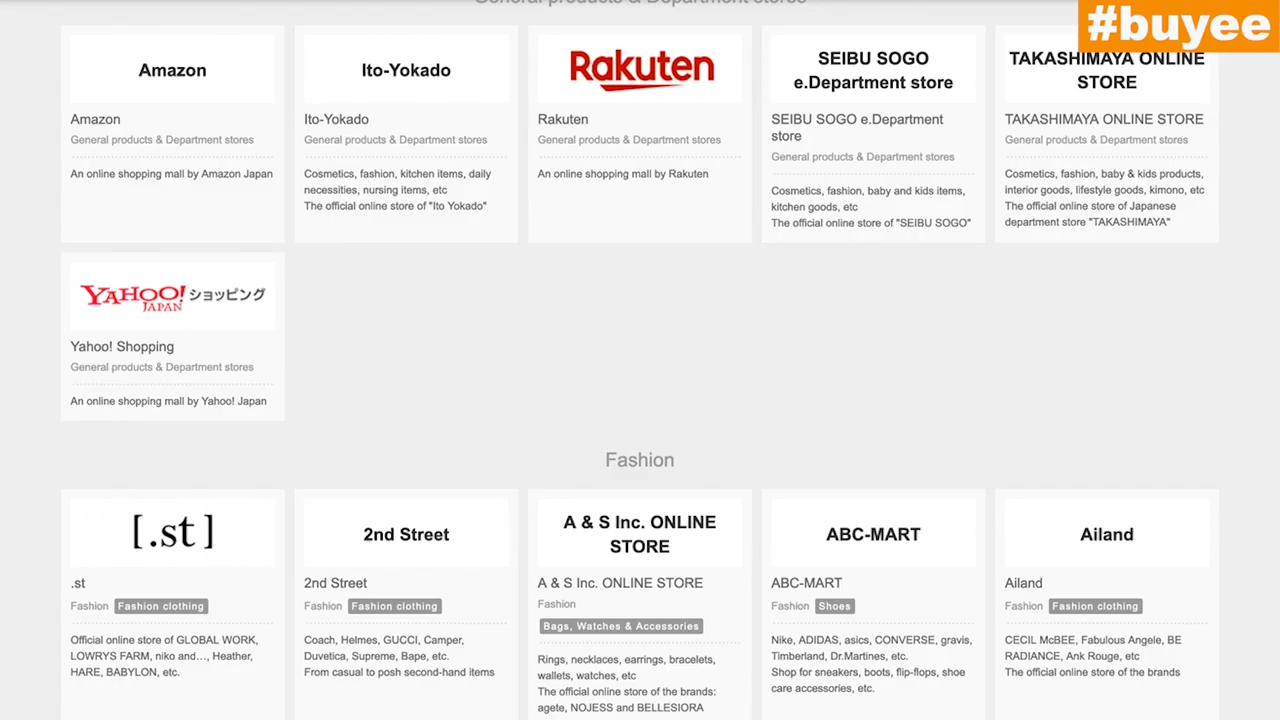 General products & Department stores
#buyee
Amazon
Ito-Yokado
Rakuten
SEIBU SOGO
e.Department store
TAKASHIMAYA ONLINE
STORE
Amazon
General products & Department stores
An online shopping mall by Amazon Japan
Ito-Yokado
General products & Department stores
Cosmetics, fashion, kitchen items, daily
necessities, nursing items, etc
The official online store of "Ito Yokado"
Rakuten
General products & Department stores
An online shopping mall by Rakuten
SEIBU SOGO e.Department
store
General products & Department stores
Cosmetics, fashion, baby and kids items,
kitchen goods, etc
The official online store of "SEIBU SOGO"
TAKASHIMAYA ONLINE STORE
General products & Department stores
Cosmetics, fashion, baby & kids products,
interior goods, lifestyle goods, kimono, etc
The official online store of Japanese
department store "TAKASHIMAYA"
YAHOO! ショッピング
JAPAN
Yahoo! Shopping
General products & Department stores
An online shopping mall by Yahoo! Japan
Fashion
[.st]
2nd Street
A & S Inc. ONLINE
STORE
ABC-MART
Ailand
.st
Fashion Fashion clothing
Official online store of GLOBAL WORK,
LOWRYS FARM, niko and..., Heather,
HARE, BABYLON, etc.
2nd Street
Fashion Fashion clothing
Coach, Helmes, GUCCI, Camper,
Duvetica, Supreme, Bape, etc.
From casual to posh second-hand items
A & S Inc. ONLINE STORE
Fashion
Bags, Watches & Accessories
Rings, necklaces, earrings, bracelets,
wallets, watches, etc
The official online store of the brands:
agete, NOJESS and BELLESIORA
ABC-MART
Fashion Shoes
Nike, ADIDAS, asics, CONVERSE, gravis,
Timberland, Dr.Martines, etc.
Shop for sneakers, boots, flip-flops, shoe
care accessories, etc.
Ailand
Fashion Fashion clothing
CECIL McBEE, Fabulous Angele, BE
RADIANCE, Ank Rouge, etc
The official online store of the brands